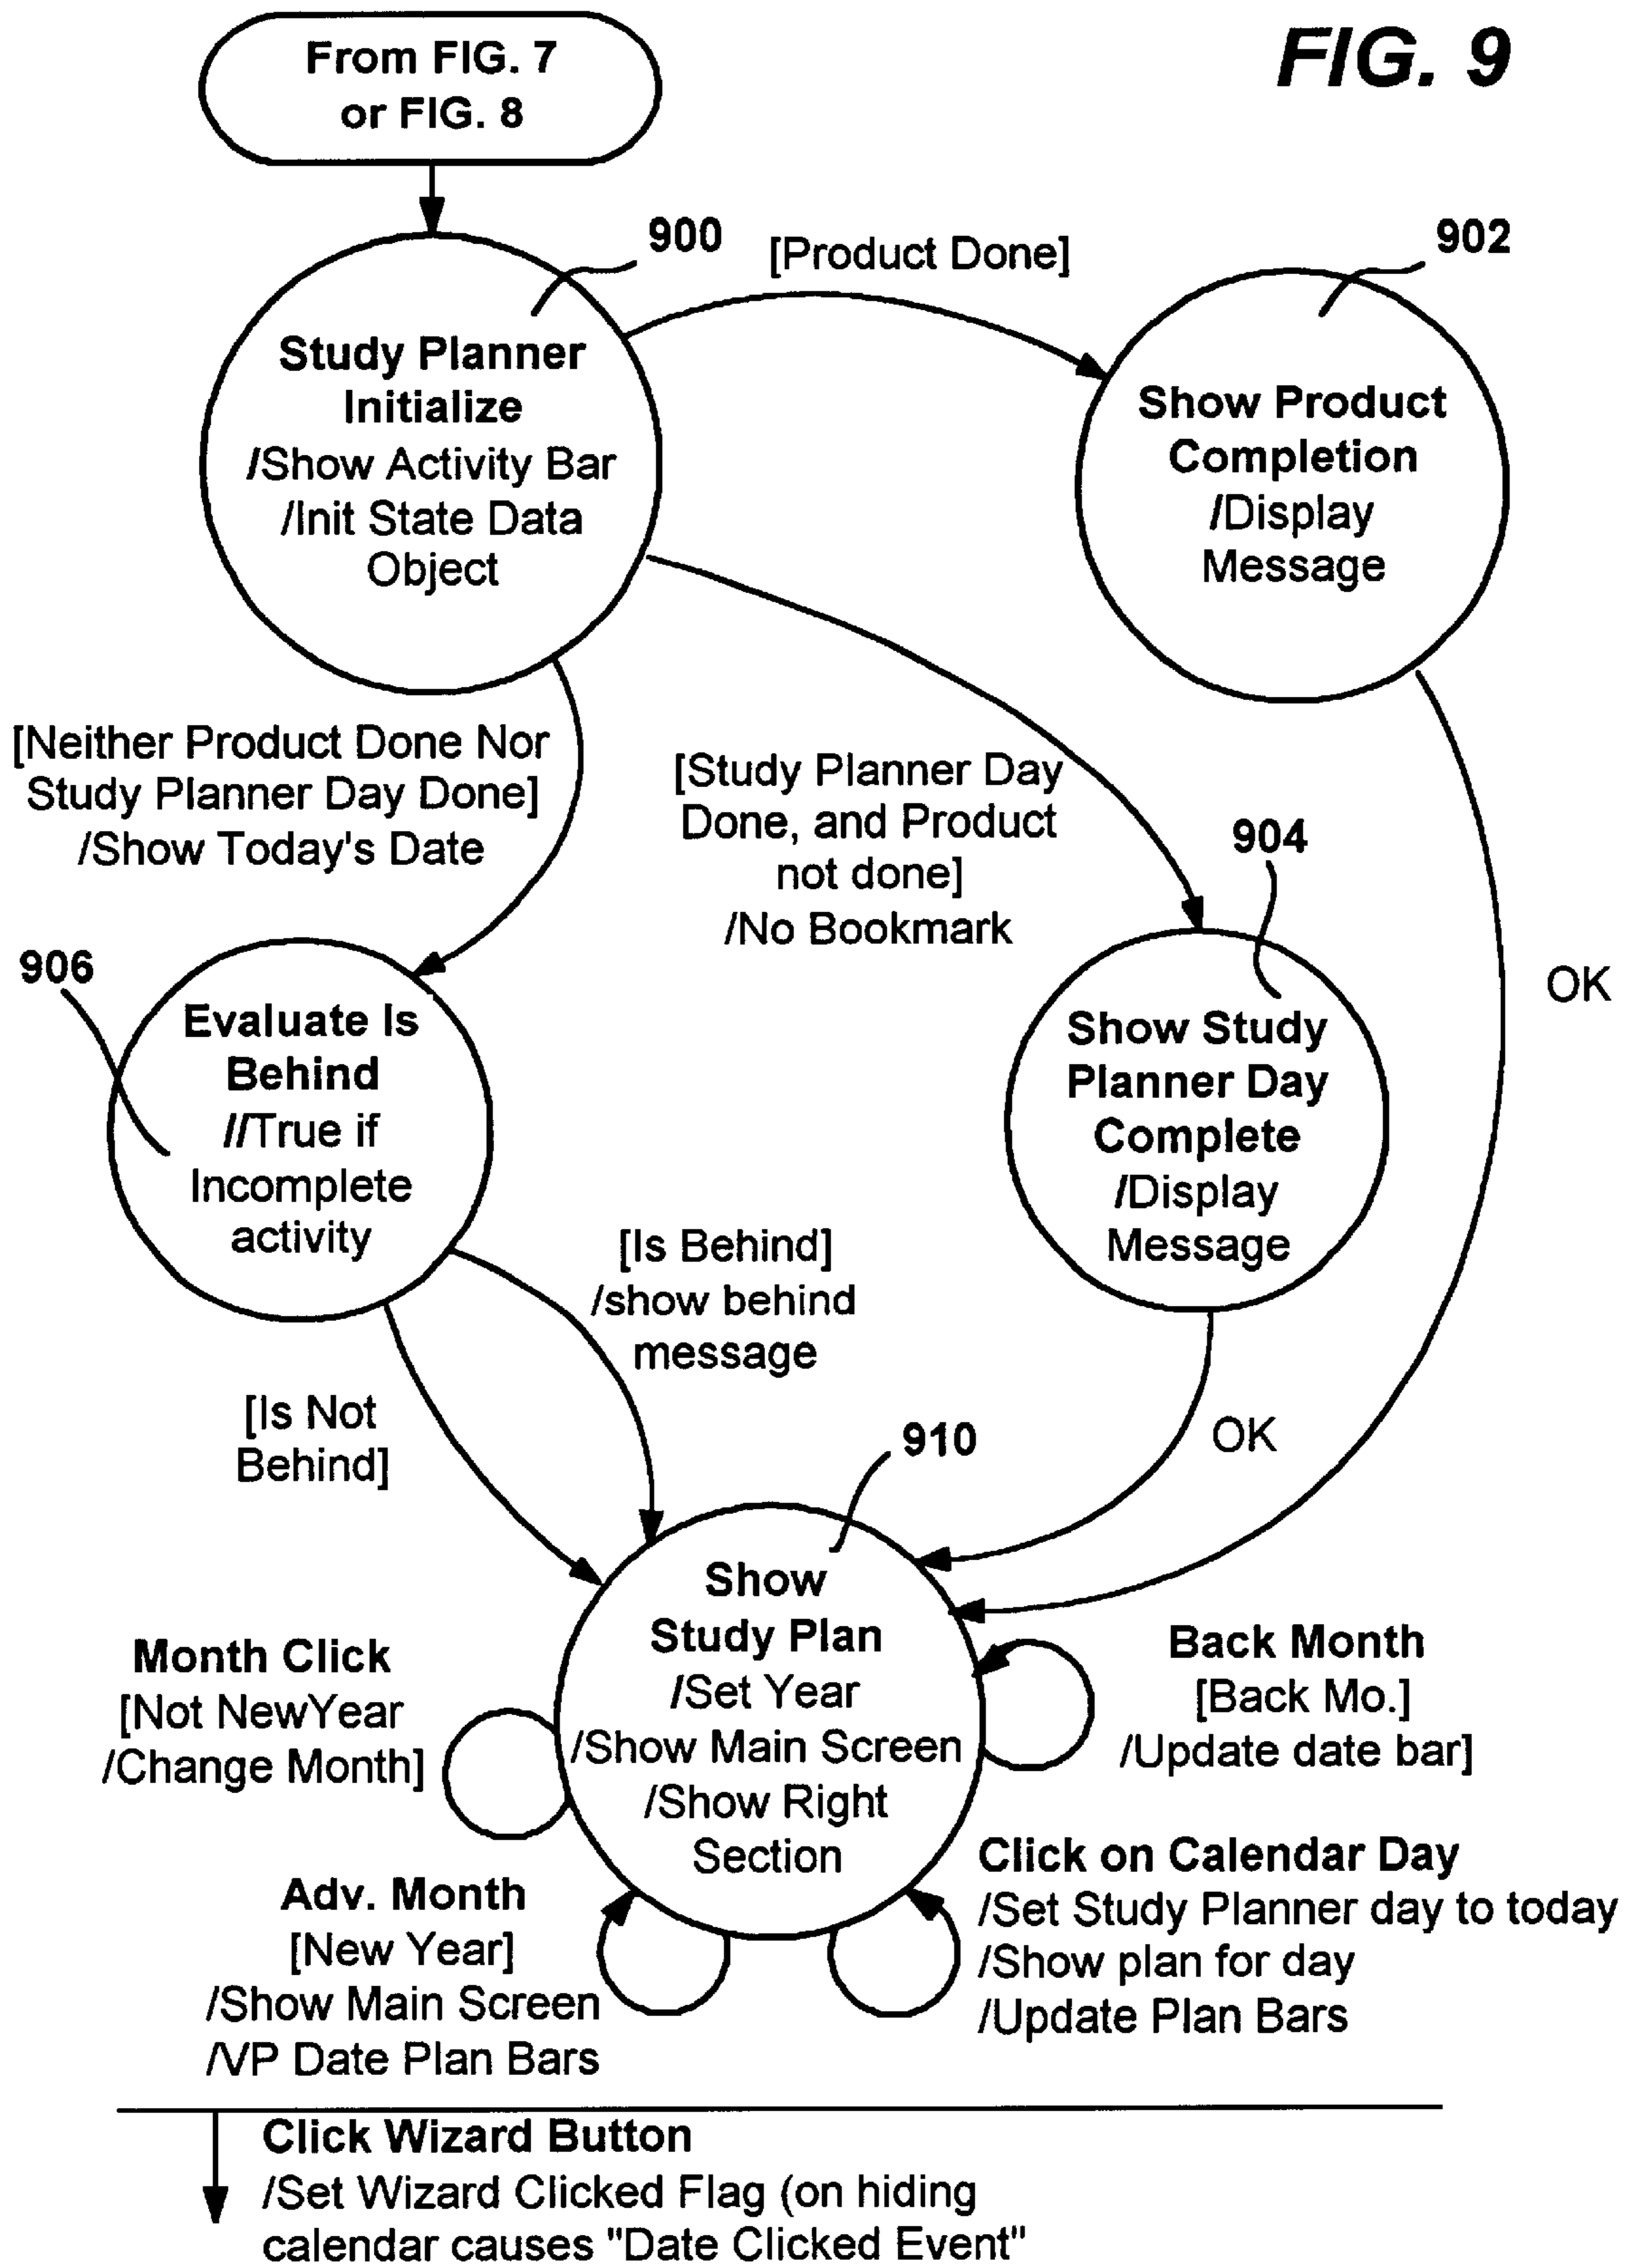 FIG. 9
From FIG. 7
or FIG. 8
900
[Product Done]
902
Study Planner
Initialize
/Show Activity Bar
/Init State Data
Object
Show Product
Completion
/Display
Message
[Neither Product Done Nor
Study Planner Day Done]
/Show Today's Date
[Study Planner Day
Done, and Product
not done]
/No Bookmark
904
906
OK
Evaluate Is
Behind
//True if
Incomplete
activity
Show Study
Planner Day
Complete
/Display
Message
[Is Behind]
/show behind
message
[Is Not
Behind]
910
OK
Show
Study Plan
/Set Year
/Show Main Screen
/Show Right
Section
Month Click
[Not NewYear
/Change Month]
Back Month
[Back Mo.]
/Update date bar]
Adv. Month
[New Year]
/Show Main Screen
/VP Date Plan Bars
Click on Calendar Day
/Set Study Planner day to today
/Show plan for day
/Update Plan Bars
Click Wizard Button
/Set Wizard Clicked Flag (on hiding
calendar causes "Date Clicked Event"